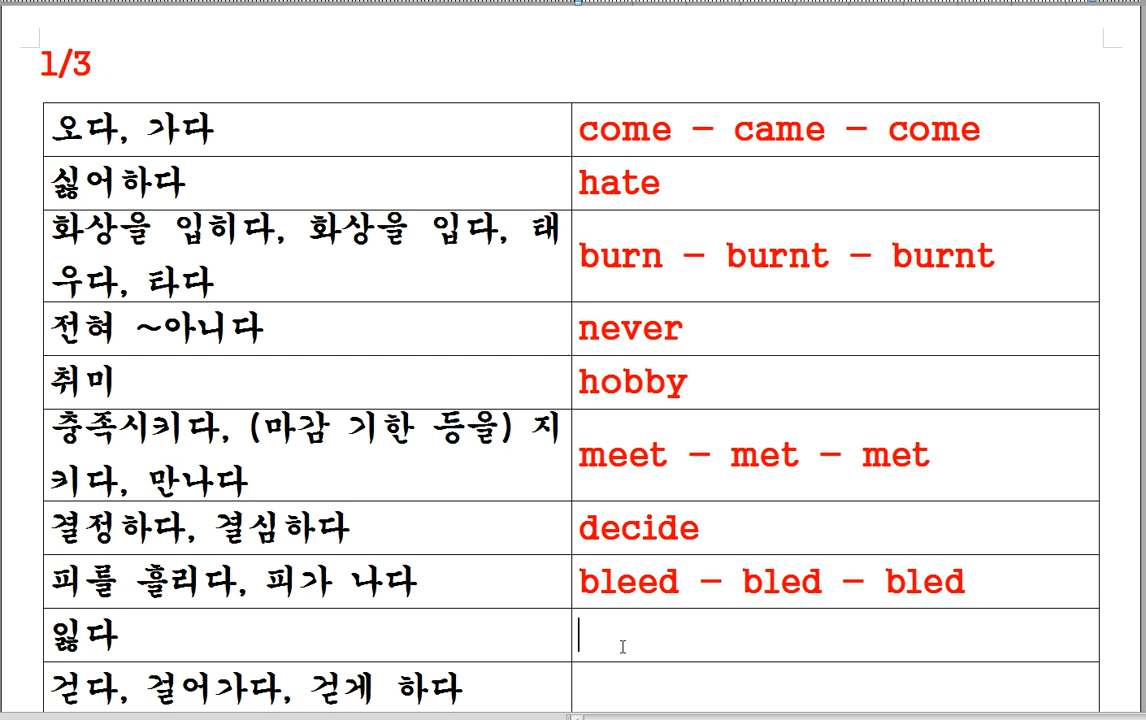 1/3
오다, 가다
come - came - come
싫어하다
hate
화상을 입히다, 화상을 입다, 태
우다, 타다
burn - burnt - burnt
전혀 ~아니다
never
취미
hobby
충족시키다, (마감 기한 등을) 지
키다, 만나다
meet - met - met
결정하다, 결심하다
decide
피를 흘리다, 피가 나다
bleed - bled - bled
잃다
걷다, 걸어가다, 걷게 하다